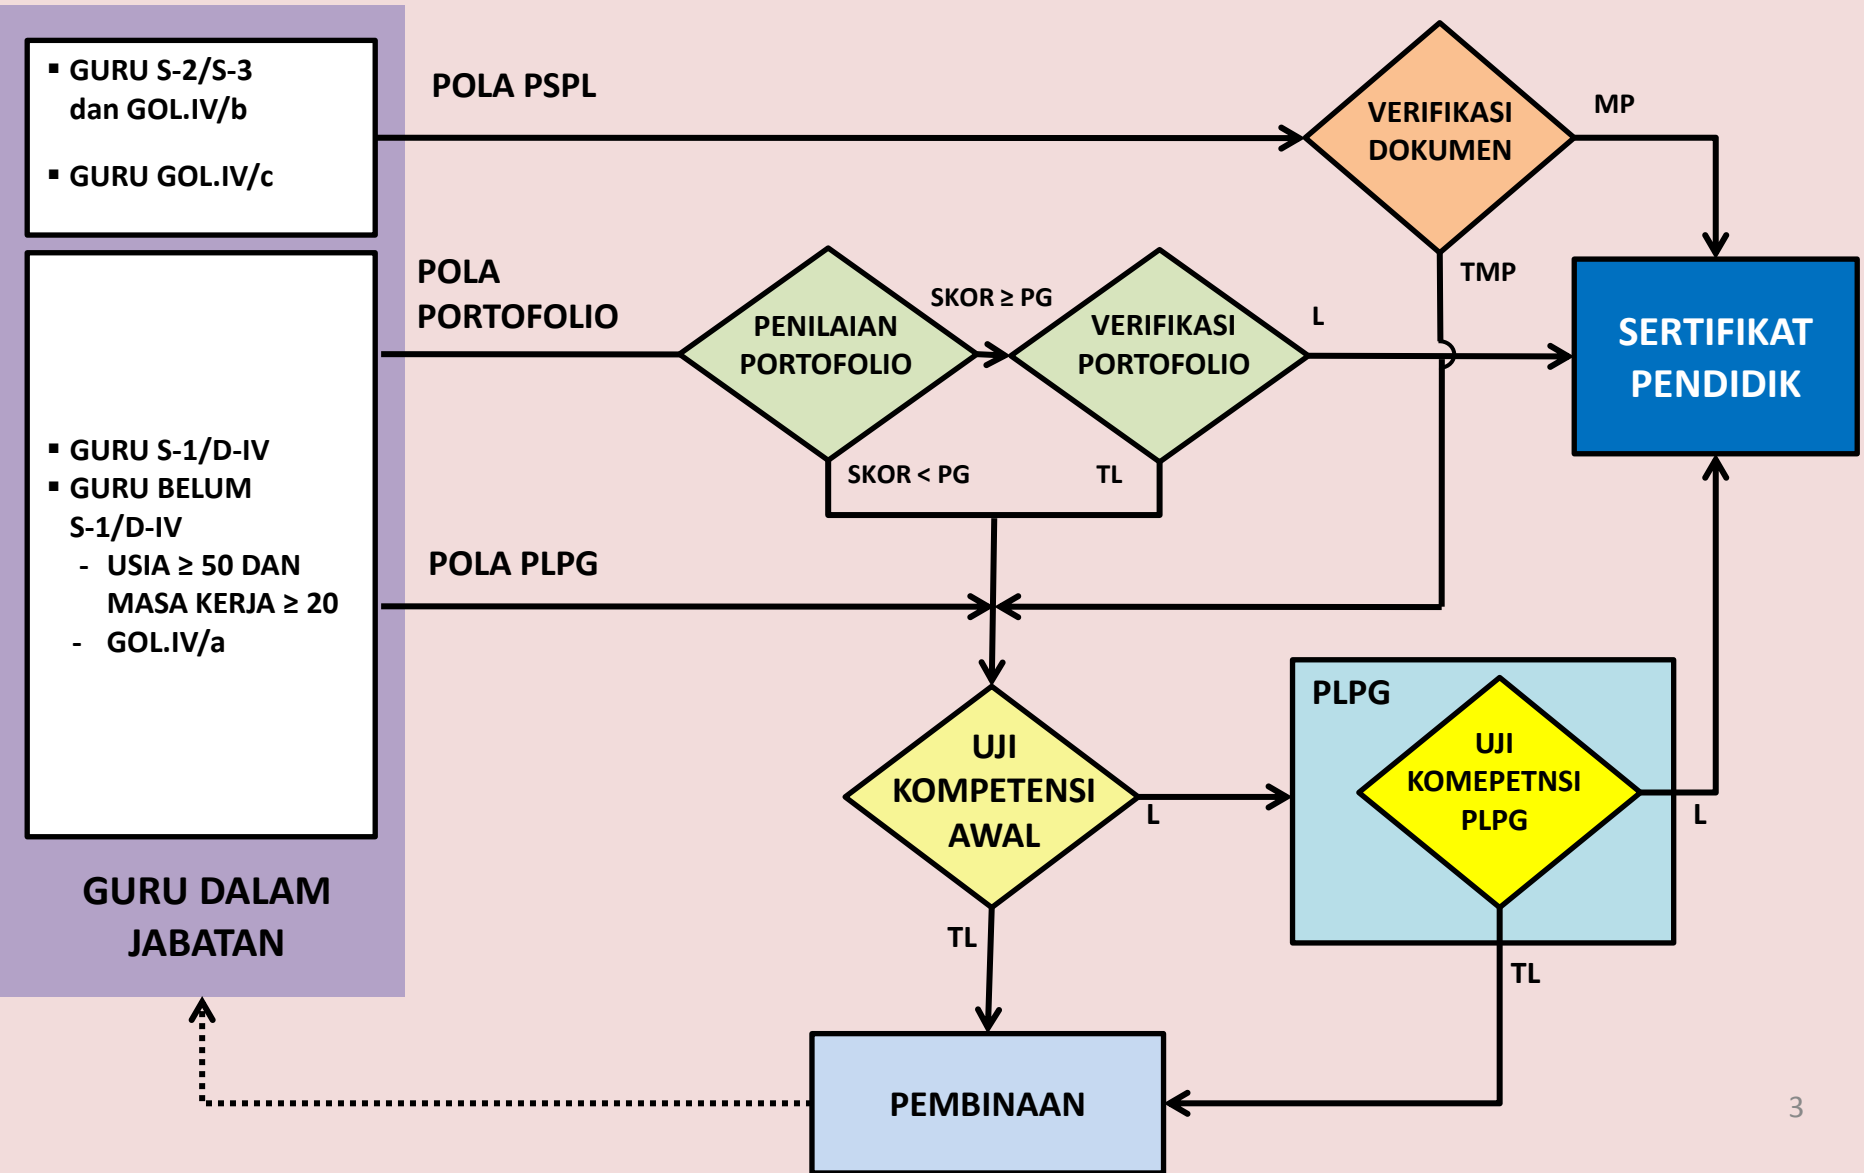 ▪ GURU S-2/S-3
dan GOL.IV/b
▪ GURU GOL.IV/c
POLA PSPL
VERIFIKASI
DOKUMEN
MP
TMP
POLA
PORTOFOLIO
PENILAIAN
PORTOFOLIO
SKOR ≥ PG
VERIFIKASI
PORTOFOLIO
L
SERTIFIKAT
PENDIDIK
SKOR < PG
TL
▪ GURU S-1/D-IV
▪ GURU BELUM
S-1/D-IV
- USIA ≥ 50 DAN
MASA KERJA ≥ 20
- GOL.IV/a
POLA PLPG
UJI
KOMPETENSI
AWAL
L
TL
PLPG
UJI
KOMEPETNSI
PLPG
L
TL
GURU DALAM
JABATAN
PEMBINAAN
3